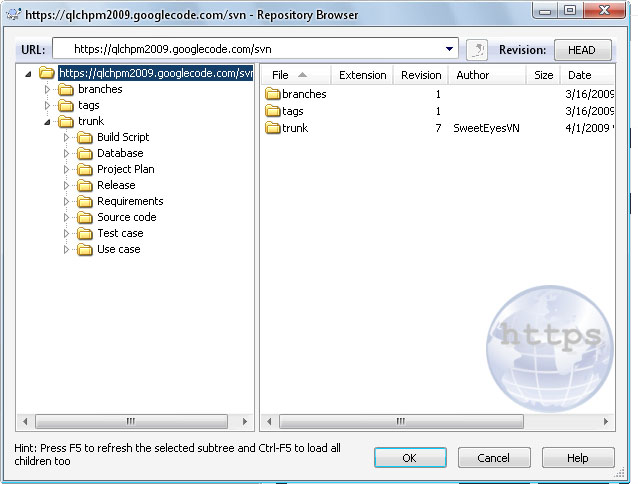 https://qlchpm2009.googlecode.com/svn - Repository Browser
URL: https://qlchpm2009.googlecode.com/svn Revision: HEAD
https://qlchpm2009.googlecode.com/svn
branches
tags
trunk
Build Script
Database
Project Plan
Release
Requirements
Source code
Test case
Use case
File Extension Revision Author Size Date
branches 1 3/16/2009
tags 1 3/16/2009
trunk 7 SweetEyesVN 4/1/2009
https
Hint: Press F5 to refresh the selected subtree and Ctrl-F5 to load all
children too
OK Cancel Help